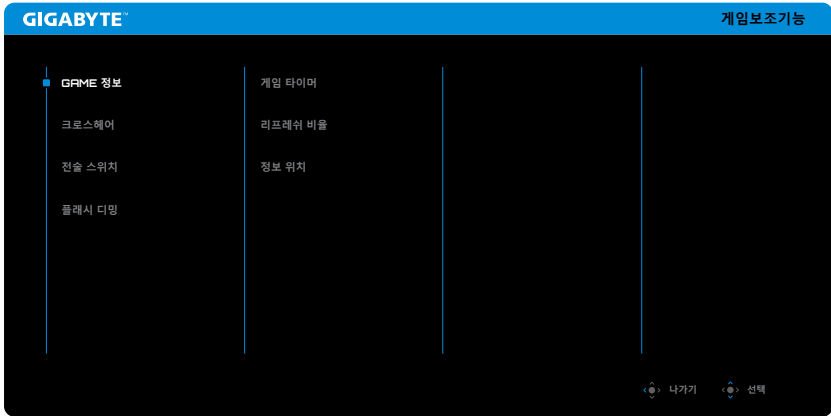 GIGABYTE™
게임보조기능
GAME 정보
게임 타이머
크로스헤어
리프레쉬 비율
전술 스위치
정보 위치
플래시 디밍
나가기
선택